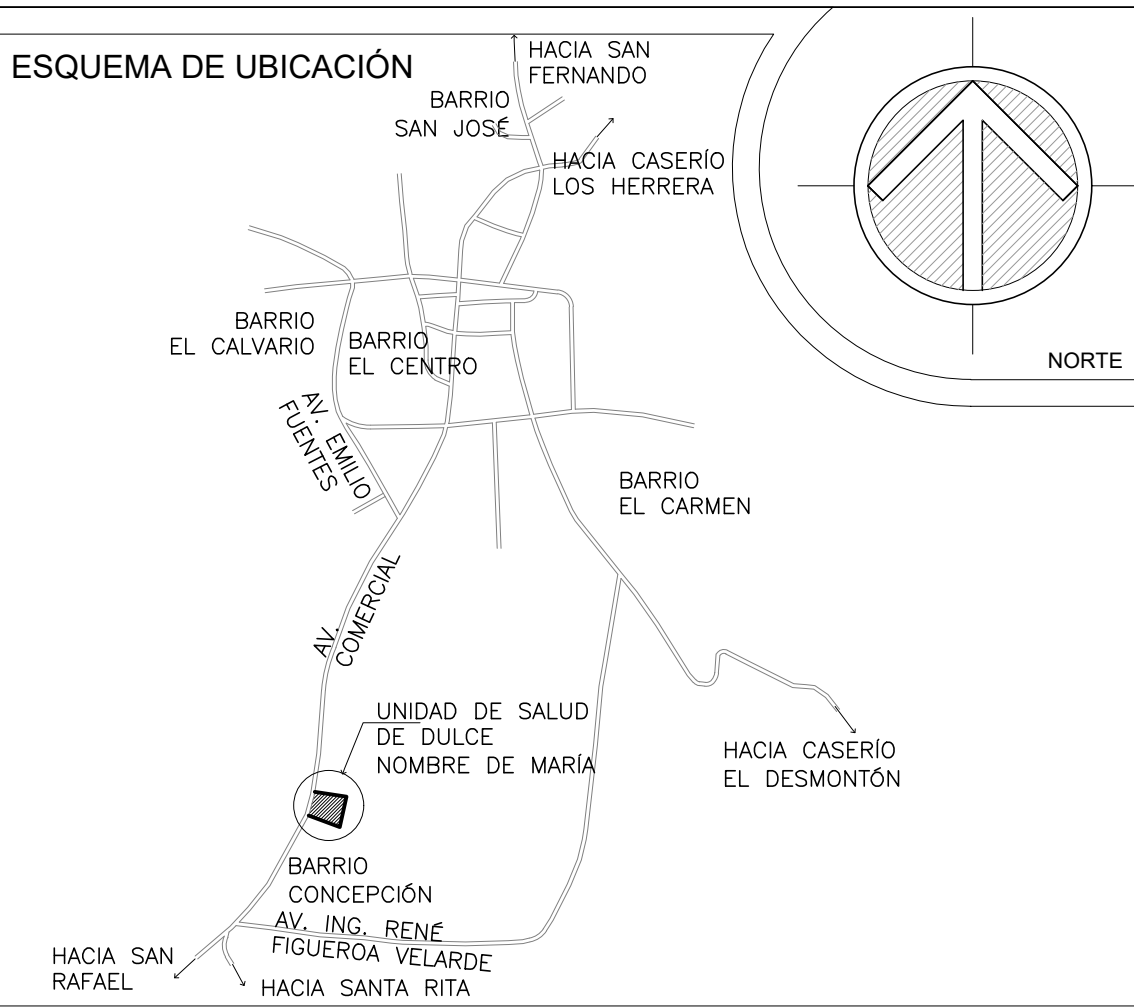 ESQUEMA DE UBICACIÓN
HACIA SAN
FERNANDO
BARRIO
SAN JOSÉ
HACIA CASERÍO
LOS HERRERA
NORTE
BARRIO
EL CALVARIO
BARRIO
EL CENTRO
AV. EMILIO
FUENTES
BARRIO
EL CARMEN
AV.
COMERCIAL
UNIDAD DE SALUD
DE DULCE
NOMBRE DE MARÍA
HACIA CASERÍO
EL DESMONTÓN
BARRIO
CONCEPCIÓN
AV. ING. RENÉ
FIGUEROA VELARDE
HACIA SAN
RAFAEL
HACIA SANTA RITA